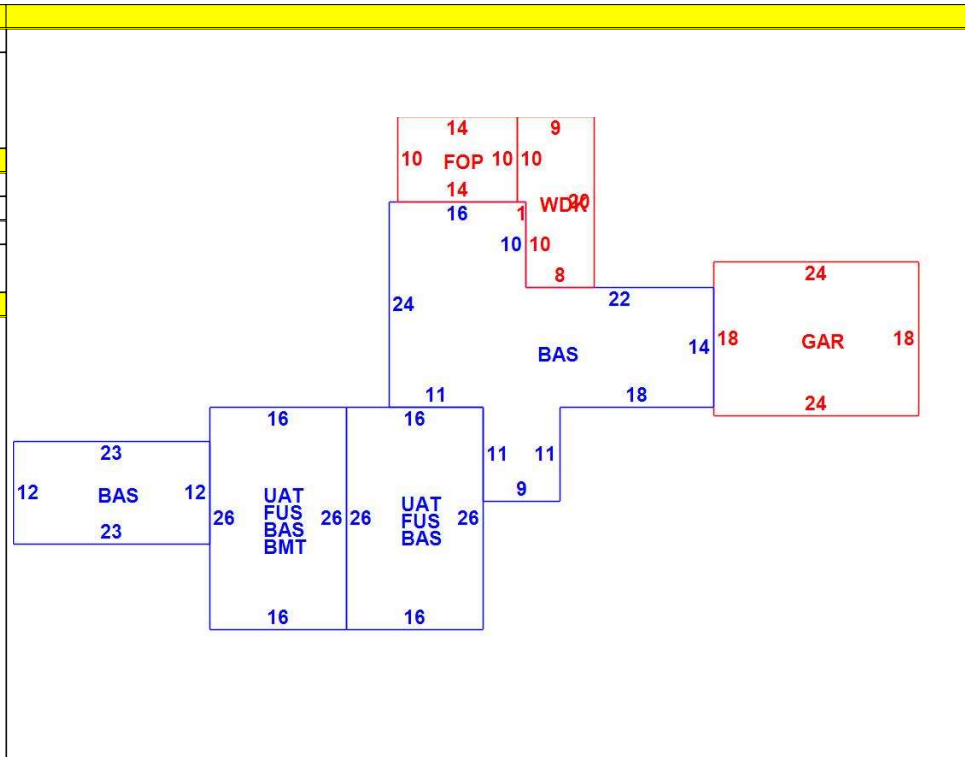 14 9
10 FOP 10 10
14 WDK 20
16 1
10 10
8 24
24 22
BAS 14 18 GAR 18
11 18 24
16 16
23 11 11
12 BAS 12 UAT UAT 9
FUS FUS
26 BAS 26 26 BAS 26
23 BMT
16 16